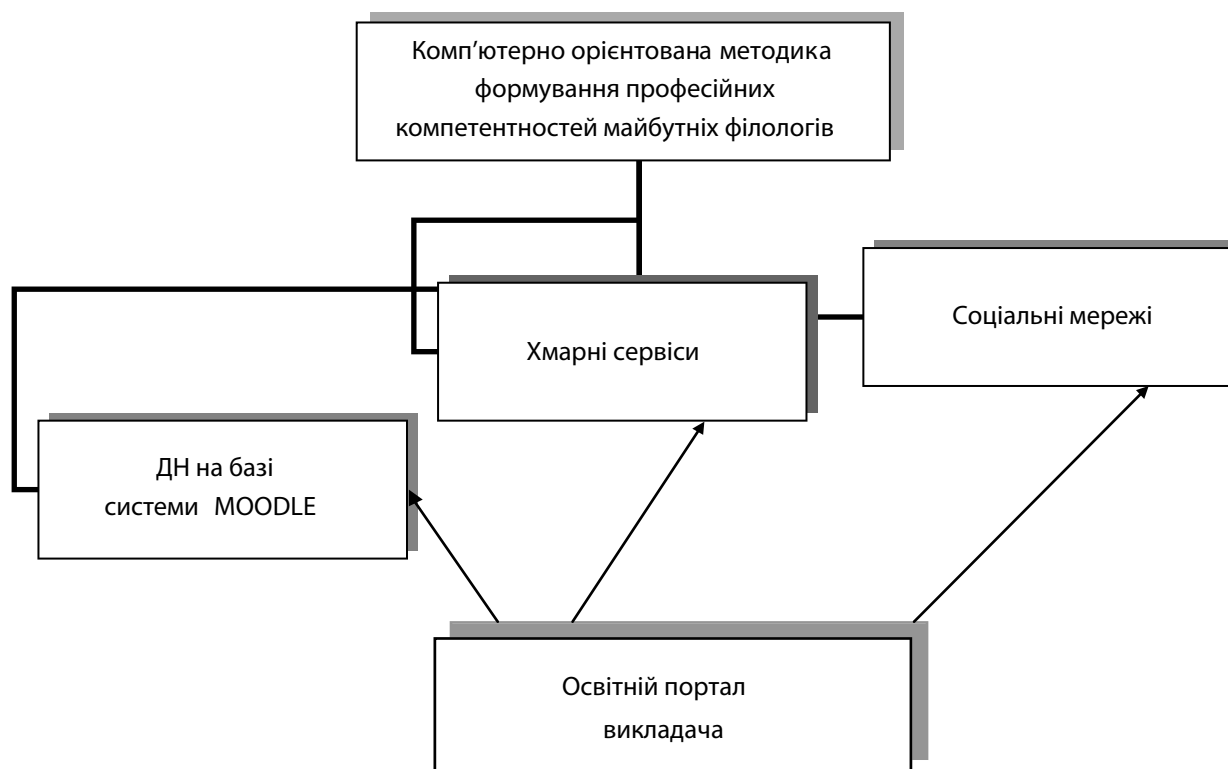 Комп’ютерно орієнтована методика
формування професійних
компетентностей майбутніх філологів
Соціальні мережі
Хмарні сервіси
ДН на базі
системи MOODLE
Освітній портал
викладача